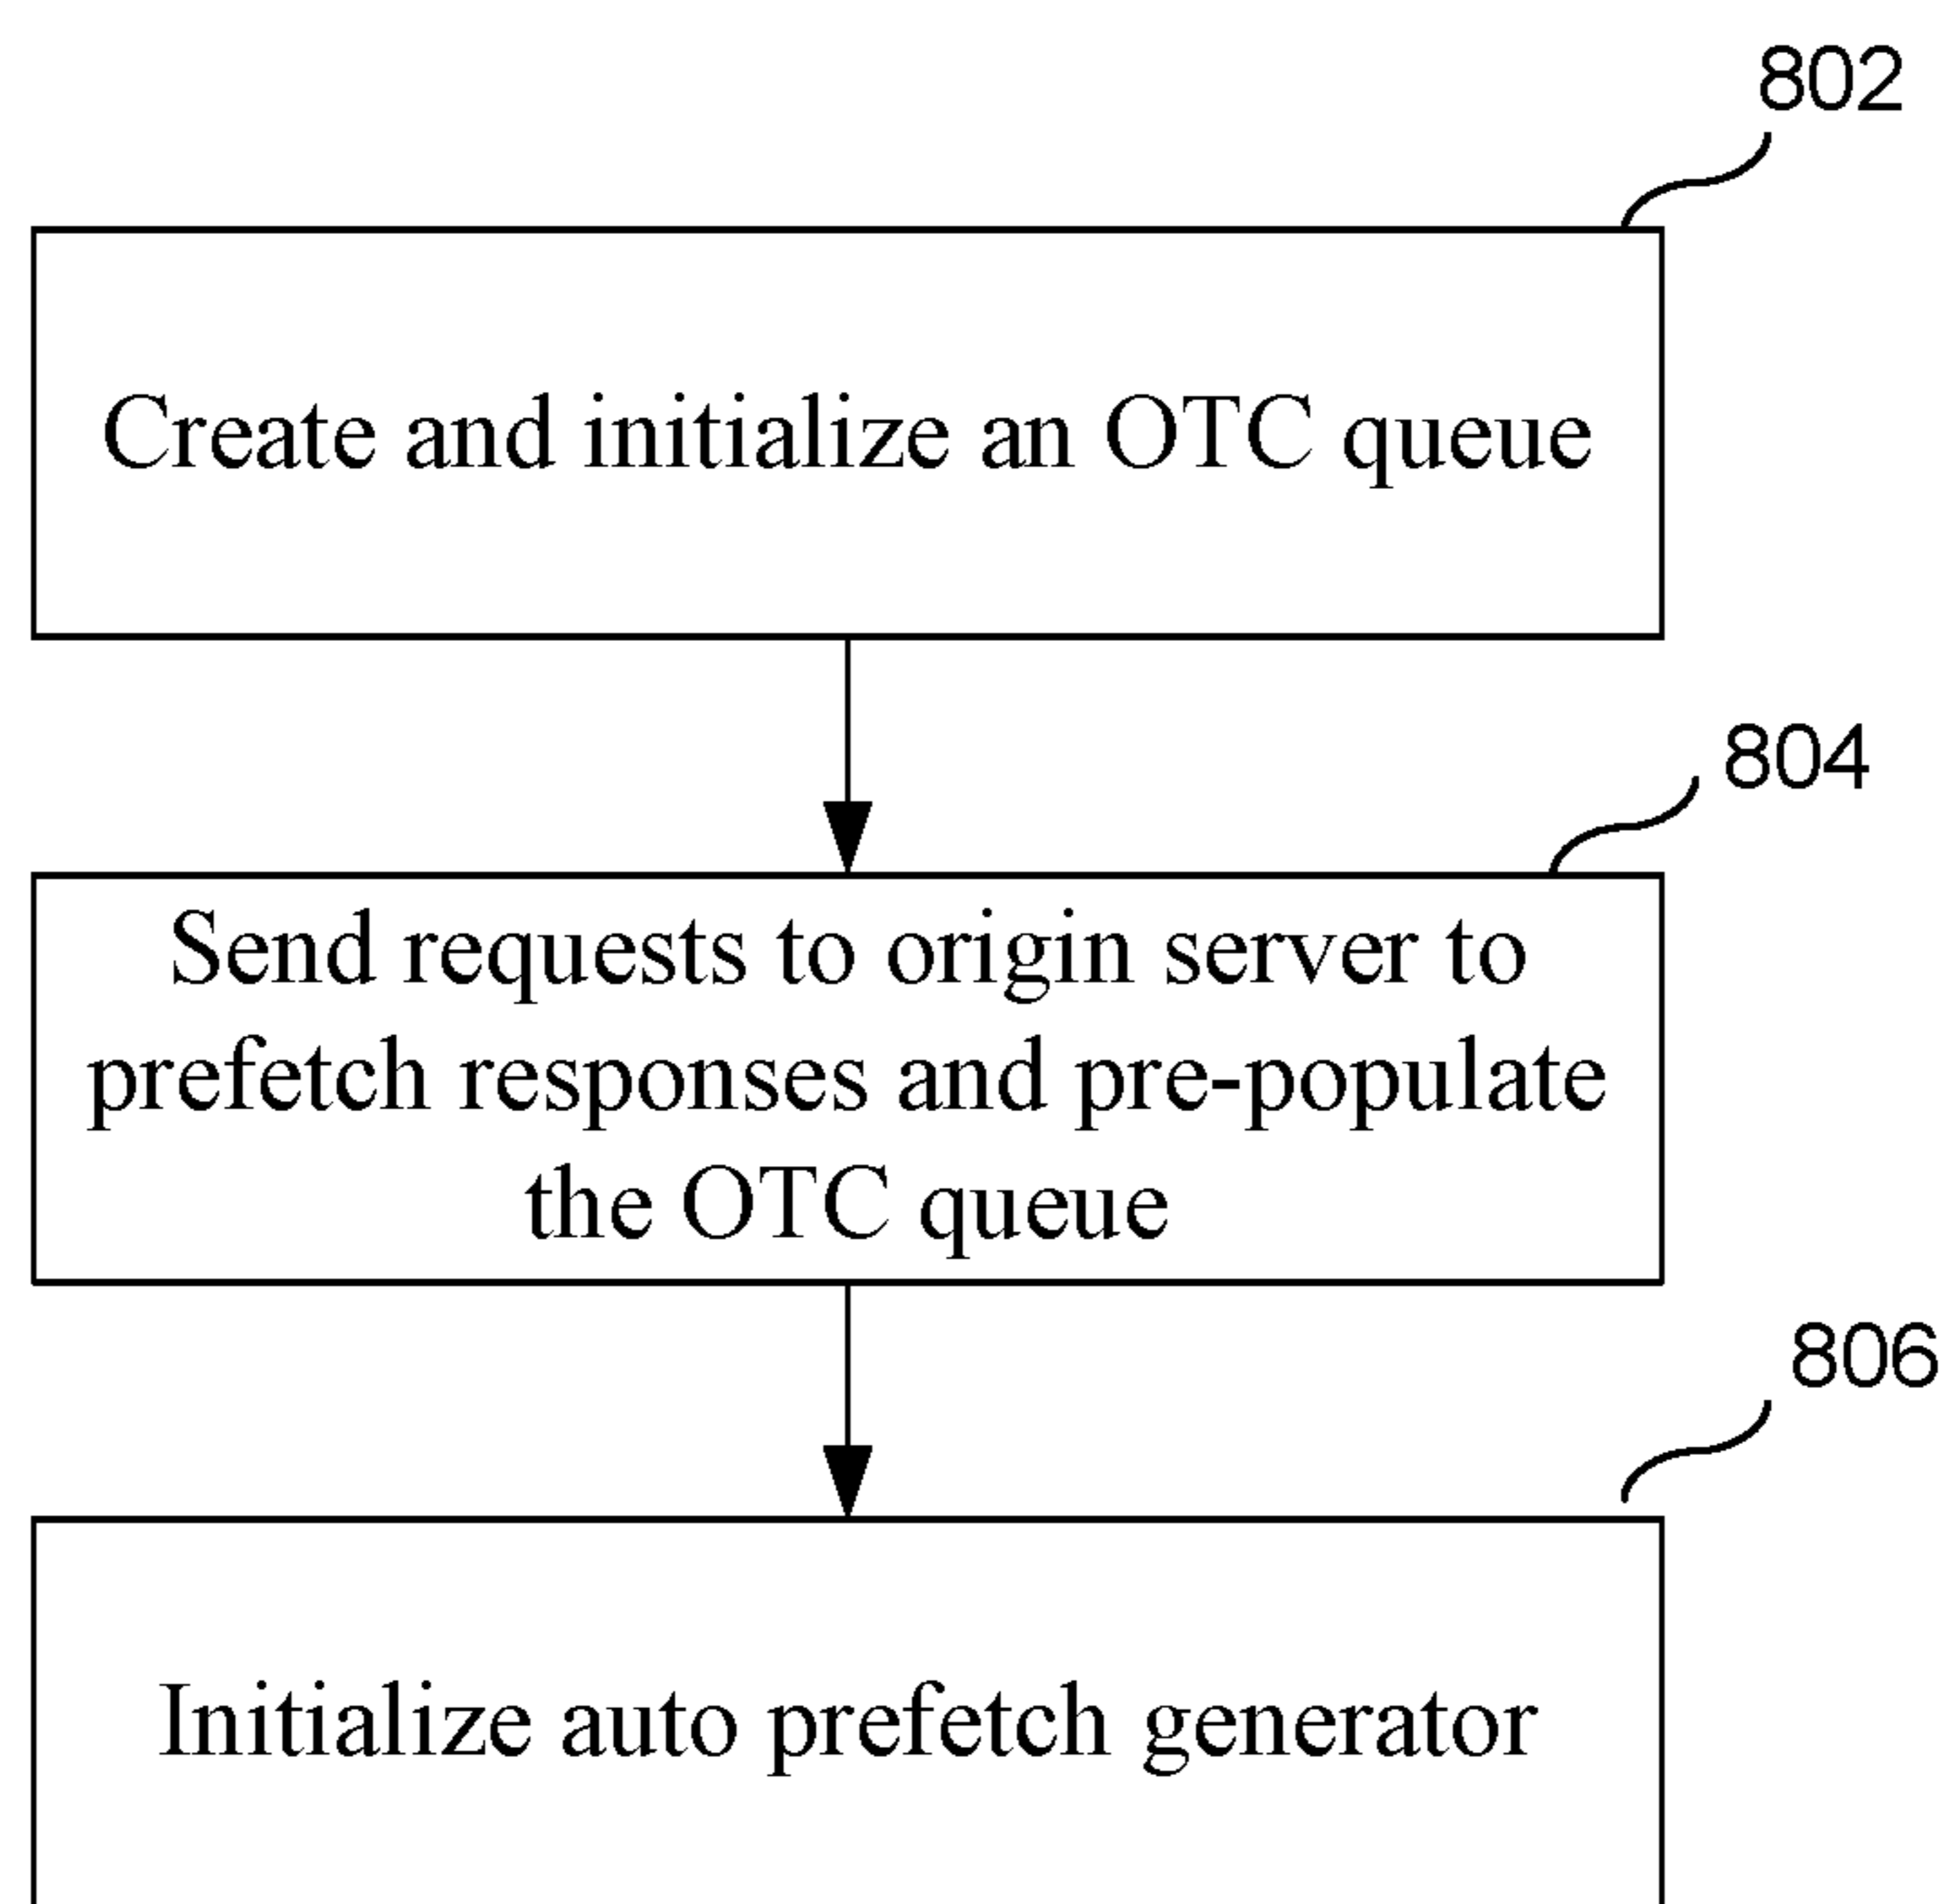 802
Create and initialize an OTC queue
804
Send requests to origin server to
prefetch responses and pre-populate
the OTC queue
806
Initialize auto prefetch generator